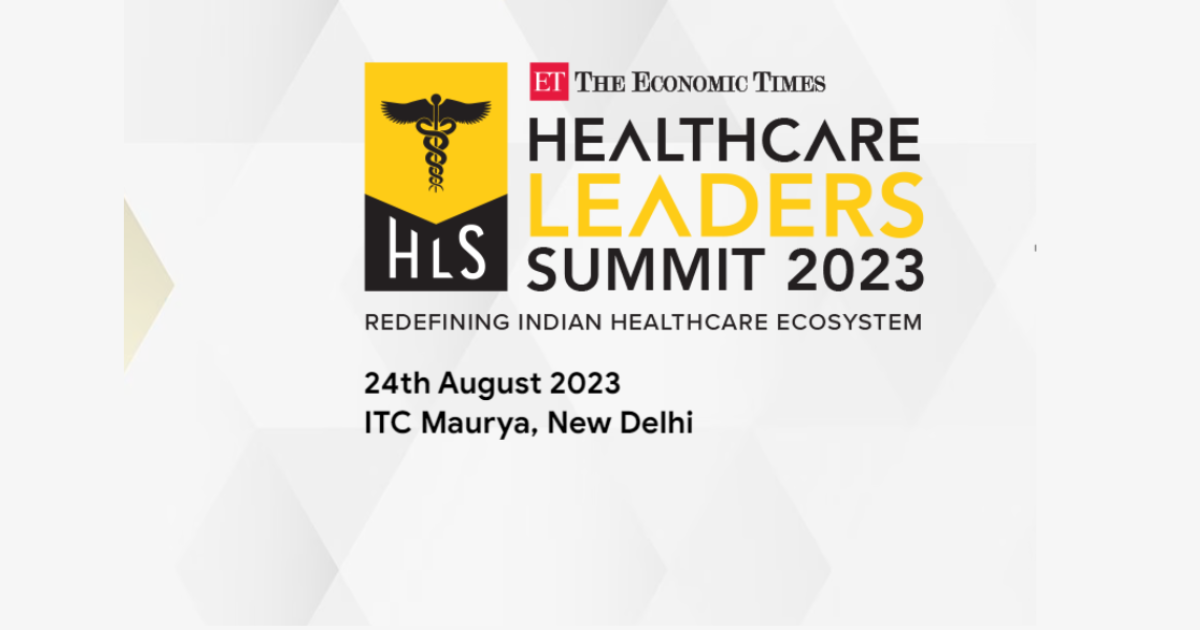 ET THE ECONOMIC TIMES
HEALTHCARE
LEADERS
SUMMIT 2023
HLS
REDEFINING INDIAN HEALTHCARE ECOSYSTEM
24th August 2023
ITC Maurya, New Delhi